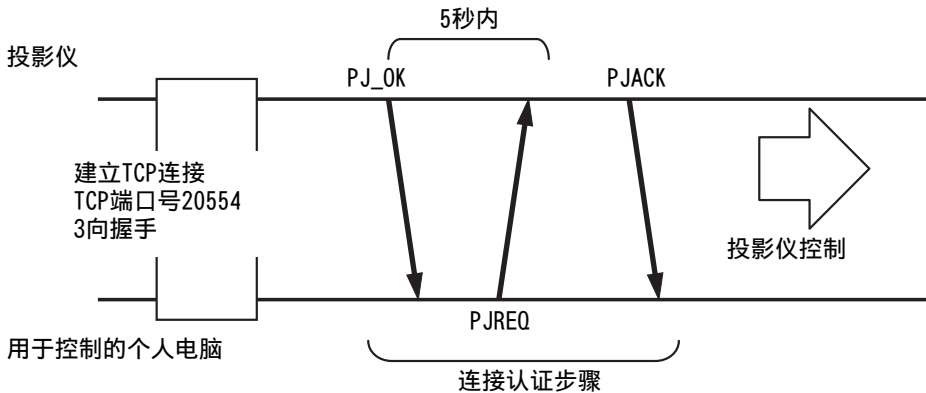 5秒内
投影仪
PJ_OK
PJACK
建立TCP连接
TCP端口号20554
3向握手
投影仪控制
PJREQ
用于控制的个人电脑
连接认证步骤